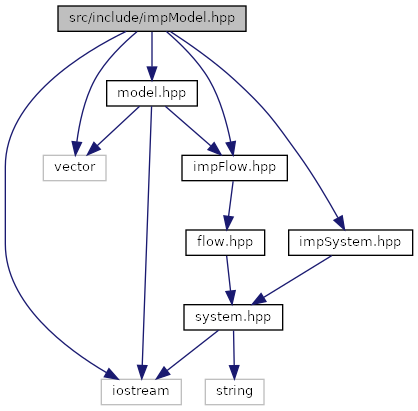 src/include/impModel.hpp
model.hpp
vector
impFlow.hpp
flow.hpp
impSystem.hpp
system.hpp
iostream
string